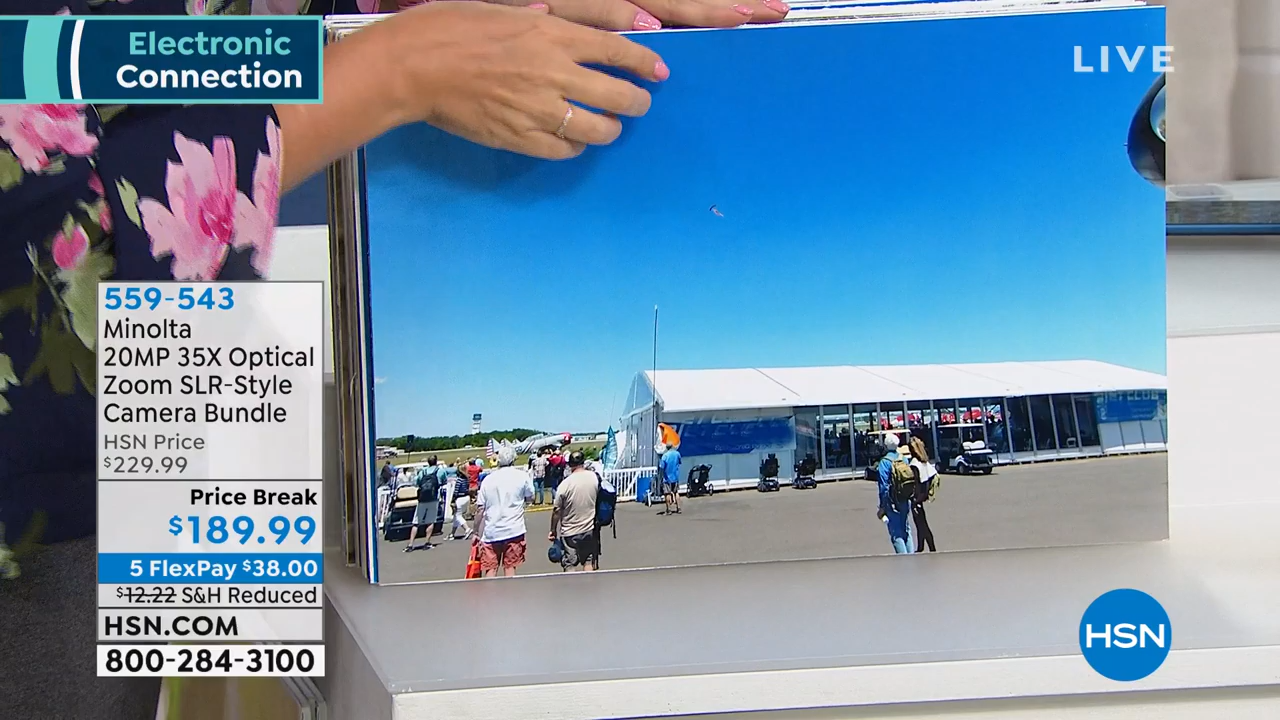 Electronic
Connection
LIVE
559-543
Minolta
20MP 35X Optical
Zoom SLR-Style
Camera Bundle
HSN Price
$229.99
Price Break
$189.99
5 FlexPay $38.00
$12.22 S&H Reduced
HSN.COM
800-284-3100
HSN